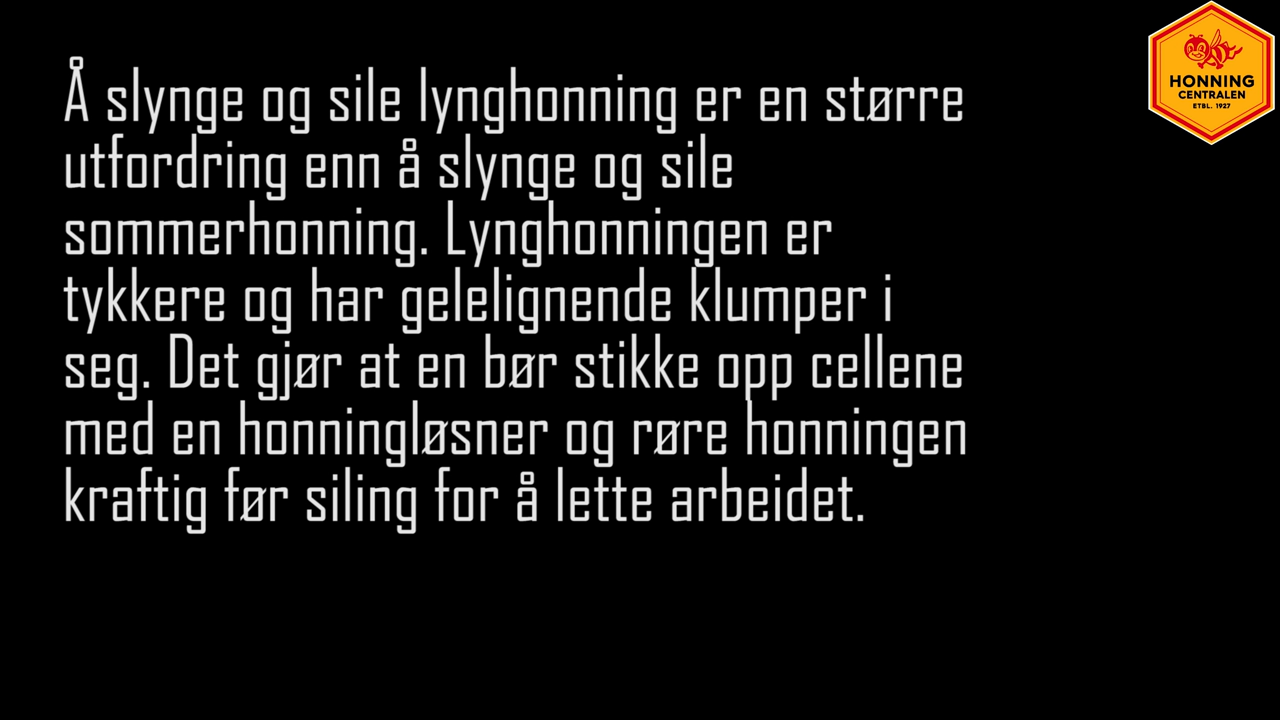 Å slynge og sile lynghonning er en større
utfordring enn å slynge og sile
sommerhonning. Lynghonningen er
tykkere og har gelelignende klumper i
seg. Det gjør at en bør stikke opp cellene
med en honningløsner og røre honningen
kraftig før siling for å lette arbeidet.
HONNING
CENTRALEN
ETBL. 1927